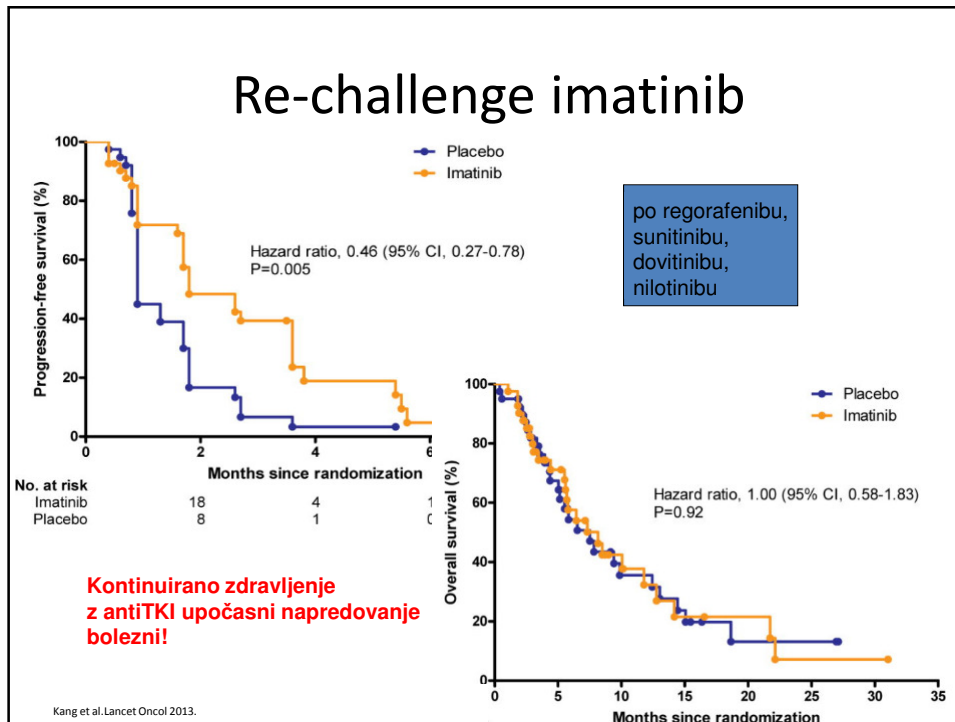 Re-challenge imatinib
Progression-free survival (%)
100
80
60
40
20
0
Placebo
Imatinib
Hazard ratio, 0.46 (95% CI, 0.27-0.78)
P=0.005
0 2 4 6
Months since randomization
No. at risk
Imatinib 18 4 1
Placebo 8 1 0
po regorafenibu,
sunitinibu,
dovitinibu,
nilotinibu
Overall survival (%)
100
80
60
40
20
0
Placebo
Imatinib
Hazard ratio, 1.00 (95% CI, 0.58-1.83)
P=0.92
5 10 15 20 25 30 35
Months since randomization
Kontinuirano zdravljenje
z antiTKI upočasni napredovanje
bolezni!
Kang et al.Lancet Oncol 2013.